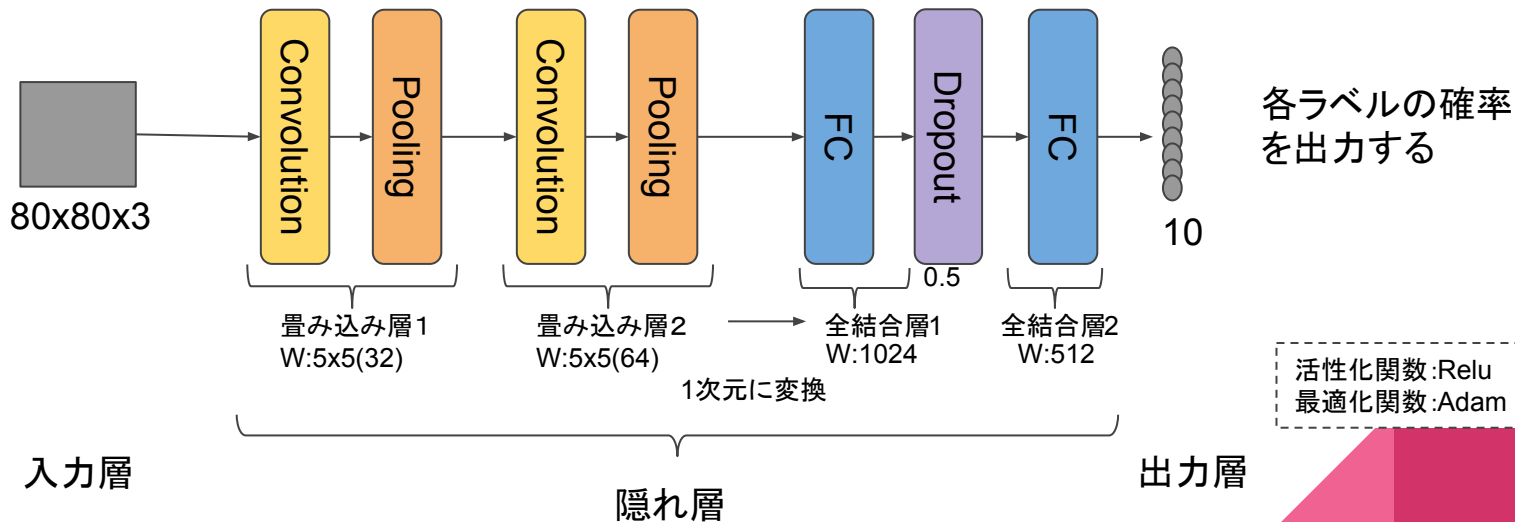 Convolution
Pooling
Convolution
Pooling
FC
Dropout
FC
80x80x3
10
各ラベルの確率
を出力する
0.5
畳み込み層1
W:5x5(32)
畳み込み層2
W:5x5(64)
全結合層1
W:1024
全結合層2
W:512
1次元に変換
活性化関数:Relu
最適化関数:Adam
入力層
隠れ層
出力層